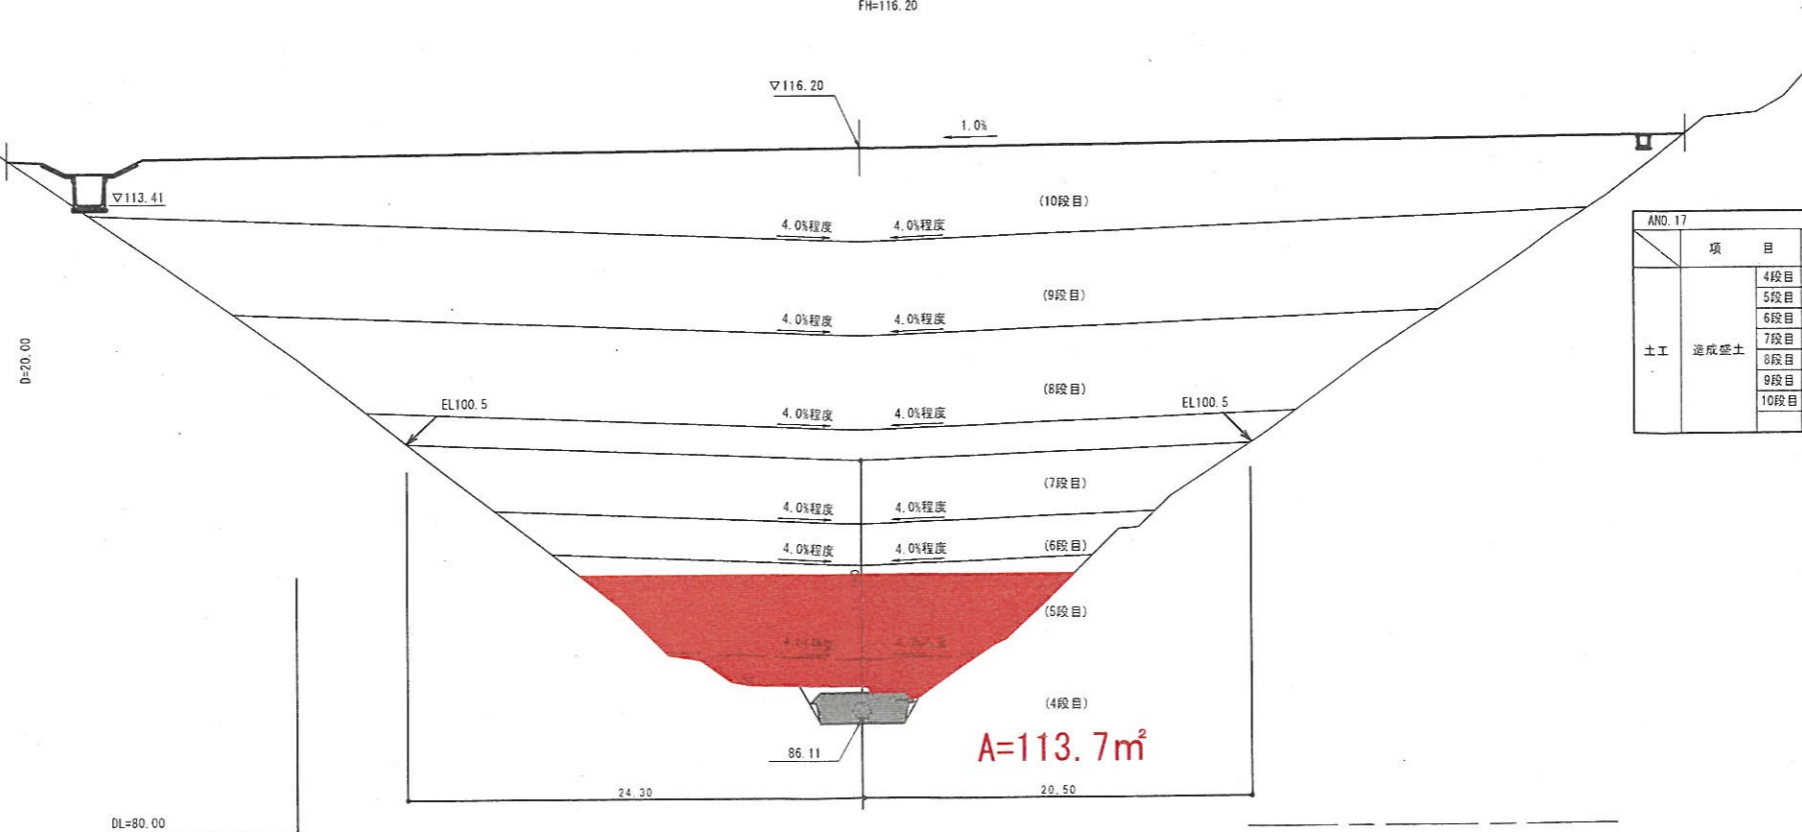 FH=116.20
▽116.20
1.0%
▽113.41
(10段目)
4.0%程度 4.0%程度
ANO.17
項 目
4段目
5段目
6段目
7段目
8段目
9段目
10段目
土工 造成盛土
(9段目)
4.0%程度 4.0%程度
D=20.00
(8段目)
EL100.5 EL100.5
4.0%程度 4.0%程度
(7段目)
4.0%程度 4.0%程度
(6段目)
4.0%程度 4.0%程度
(5段目)
(4段目)
A=113.7㎡
86.11
24.30 20.50
DL=80.00